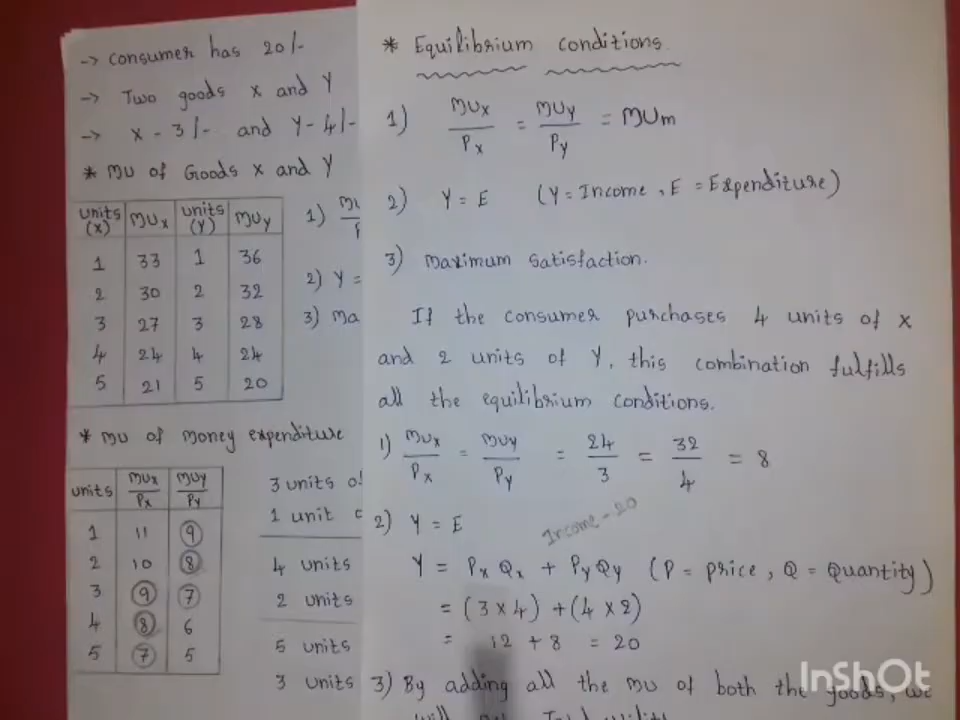 -> Consumer has 20/-
-> Two goods X and Y
-> X - 3/- and Y - 4/-
* MU of Goods X and Y
units (X) MUx units (Y) MUy
1 33 1 36
2 30 2 32
3 27 3 28
4 24 4 24
5 21 5 20
1)
2) Y =
3) Ma
* MU of Money expenditure
units MUx/Px MUy/Py
1 11 9
2 10 8
3 9 7
4 8 6
5 7 5
3 units of
1 unit
4 units
2 units
5 units
3 units
* Equilibrium conditions
1) MUx/Px = MUy/Py = MUm
2) Y = E (Y = Income, E = Expenditure)
3) Maximum Satisfaction.
If the consumer purchases 4 units of X
and 2 units of Y, this combination fulfills
all the equilibrium conditions.
1) MUx/Px = MUy/Py = 24/3 = 32/4 = 8
2) Y = E
Income - 20
Y = PxQx + PyQy (P = Price, Q = Quantity)
= (3 x 4) + (4 x 2)
= 12 + 8 = 20
3) By adding all the MU of both the goods, we
InShOt